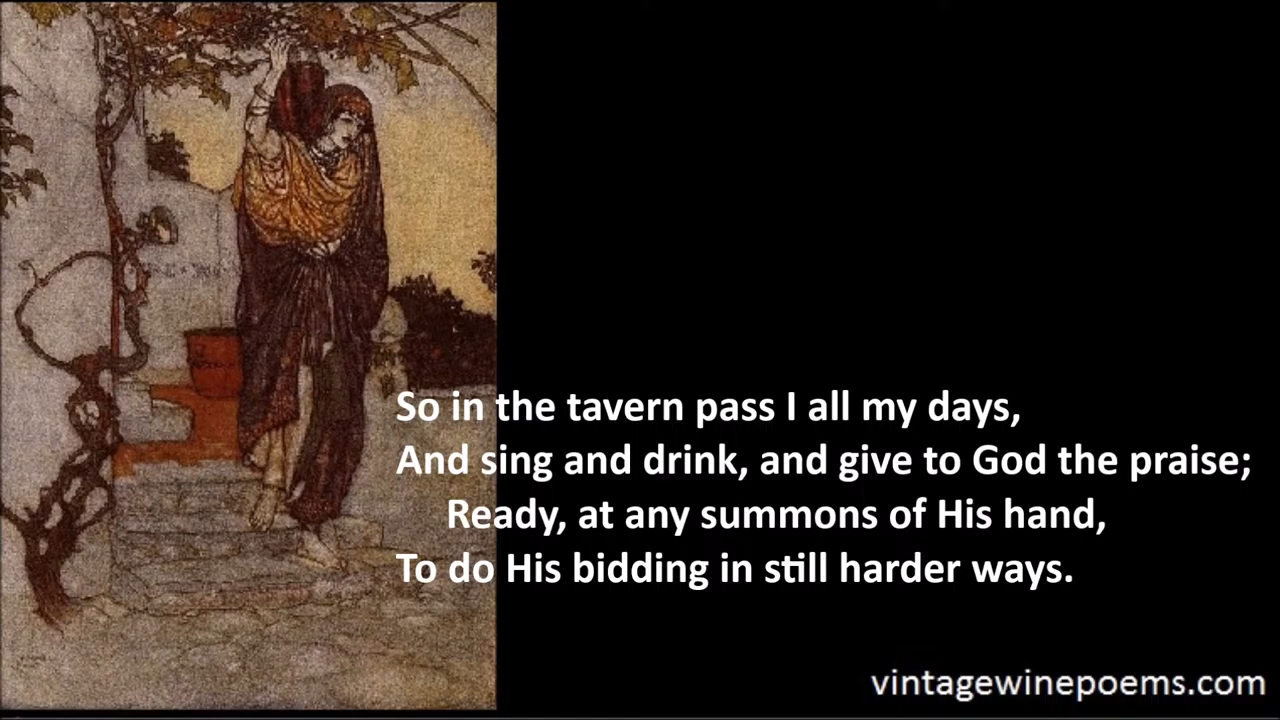 So in the tavern pass I all my days,
And sing and drink, and give to God the praise;
Ready, at any summons of His hand,
To do His bidding in still harder ways.
vintagewinepoems.com